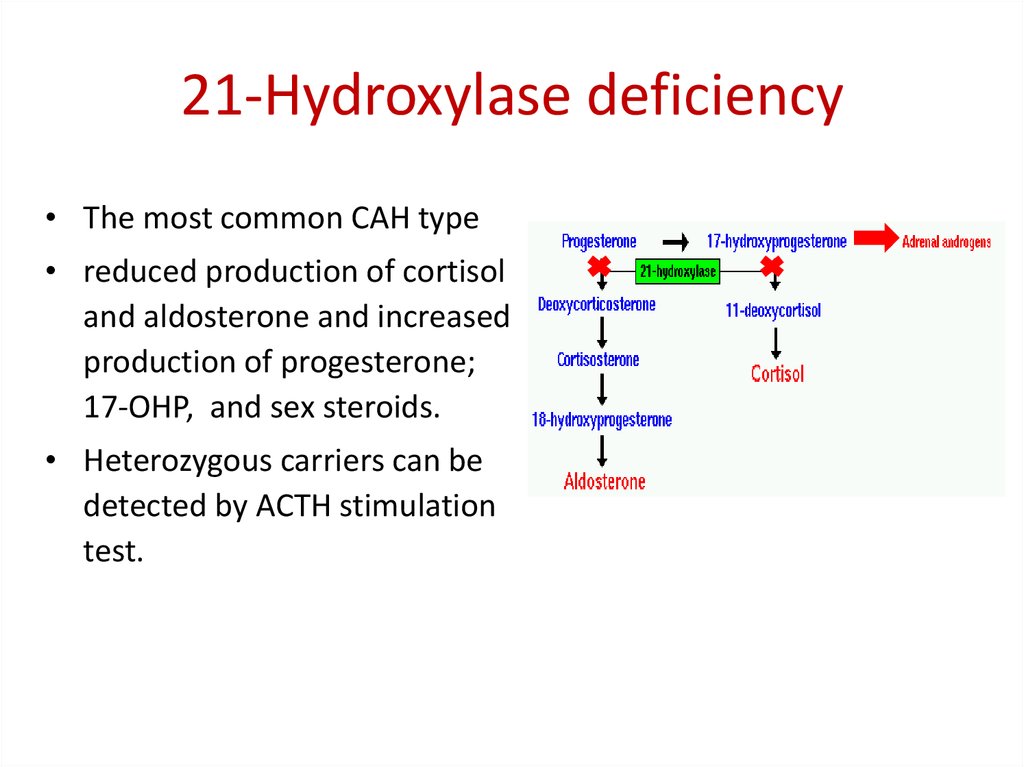 21-Hydroxylase deficiency
• The most common CAH type
• reduced production of cortisol
and aldosterone and increased
production of progesterone;
17-OHP, and sex steroids.
• Heterozygous carriers can be
detected by ACTH stimulation
test.
Progesterone 17-hydroxyprogesterone Adrenal androgens
21-hydroxylase
Deoxycorticosterone 11-deoxycortisol
Cortisosterone Cortisol
18-hydroxyprogesterone
Aldosterone